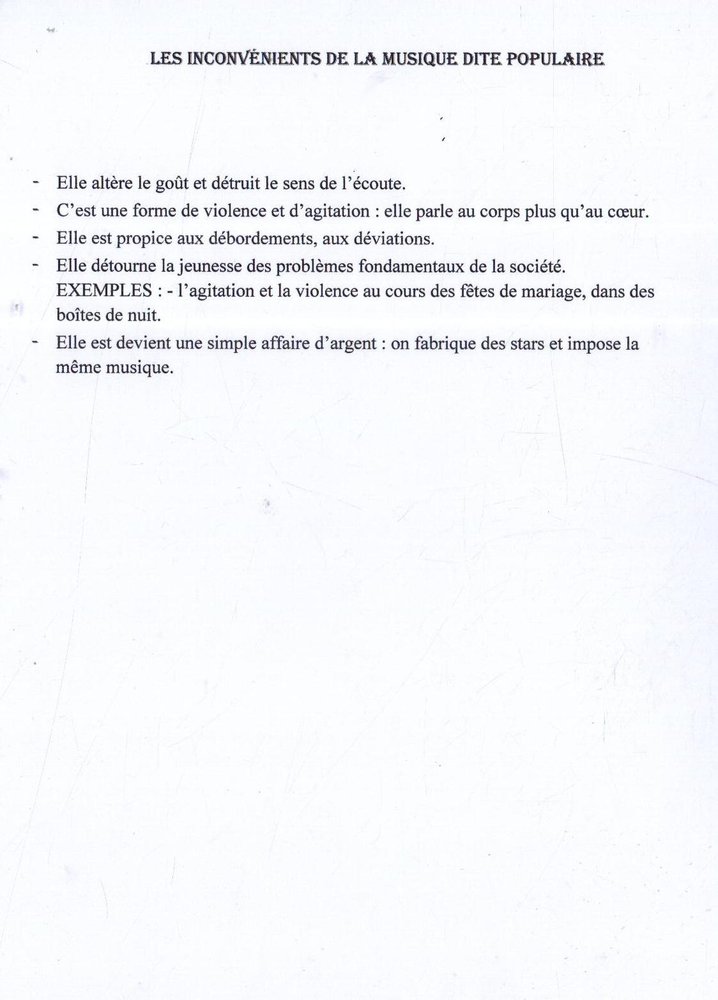 LES INCONVÉNIENTS DE LA MUSIQUE DITE POPULAIRE
- Elle altère le goût et détruit le sens de l'écoute.
- C'est une forme de violence et d'agitation : elle parle au corps plus qu'au cœur.
- Elle est propice aux débordements, aux déviations.
- Elle détourne la jeunesse des problèmes fondamentaux de la société.
EXEMPLES : - l'agitation et la violence au cours des fêtes de mariage, dans des
boîtes de nuit.
- Elle est devient une simple affaire d'argent : on fabrique des stars et impose la
même musique.